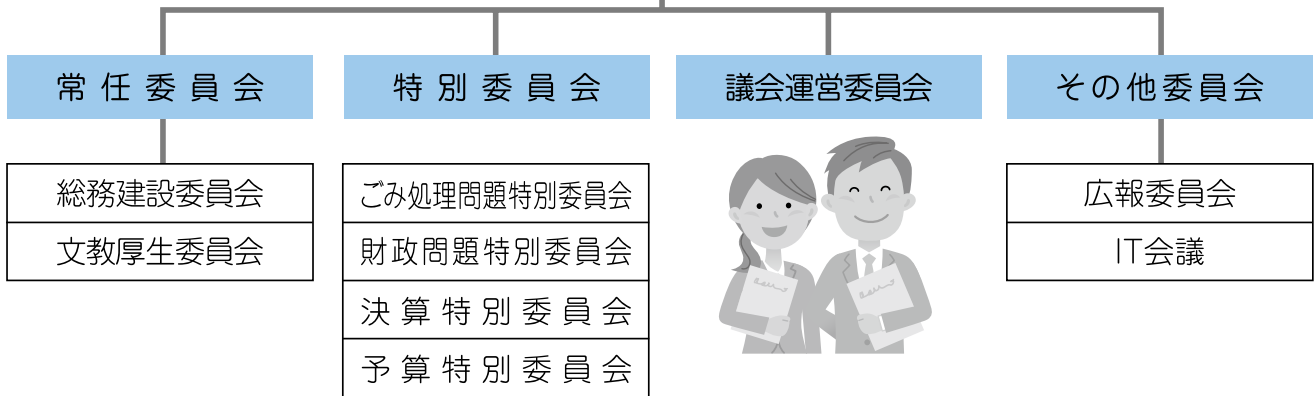 常任委員会
総務建設委員会
文教厚生委員会
特別委員会
ごみ処理問題特別委員会
財政問題特別委員会
決算特別委員会
予算特別委員会
議会運営委員会
その他委員会
広報委員会
IT会議